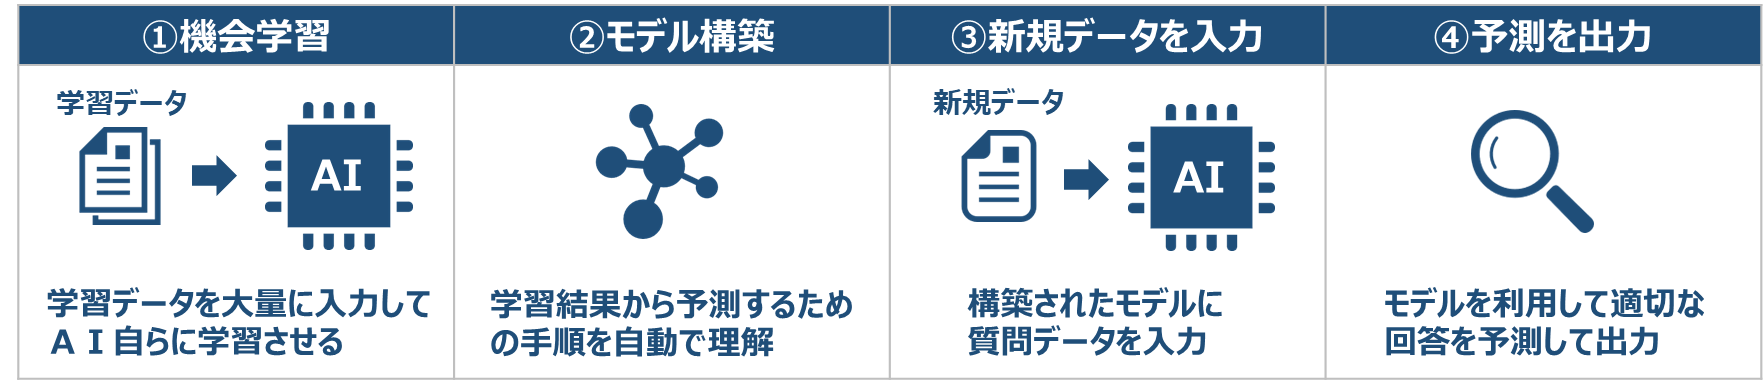 ①機会学習
②モデル構築
③新規データを入力
④予測を出力
学習データ
AI
新規データ
AI
学習データを大量に入力して
ＡＩ自らに学習させる
学習結果から予測するため
の手順を自動で理解
構築されたモデルに
質問データを入力
モデルを利用して適切な
回答を予測して出力